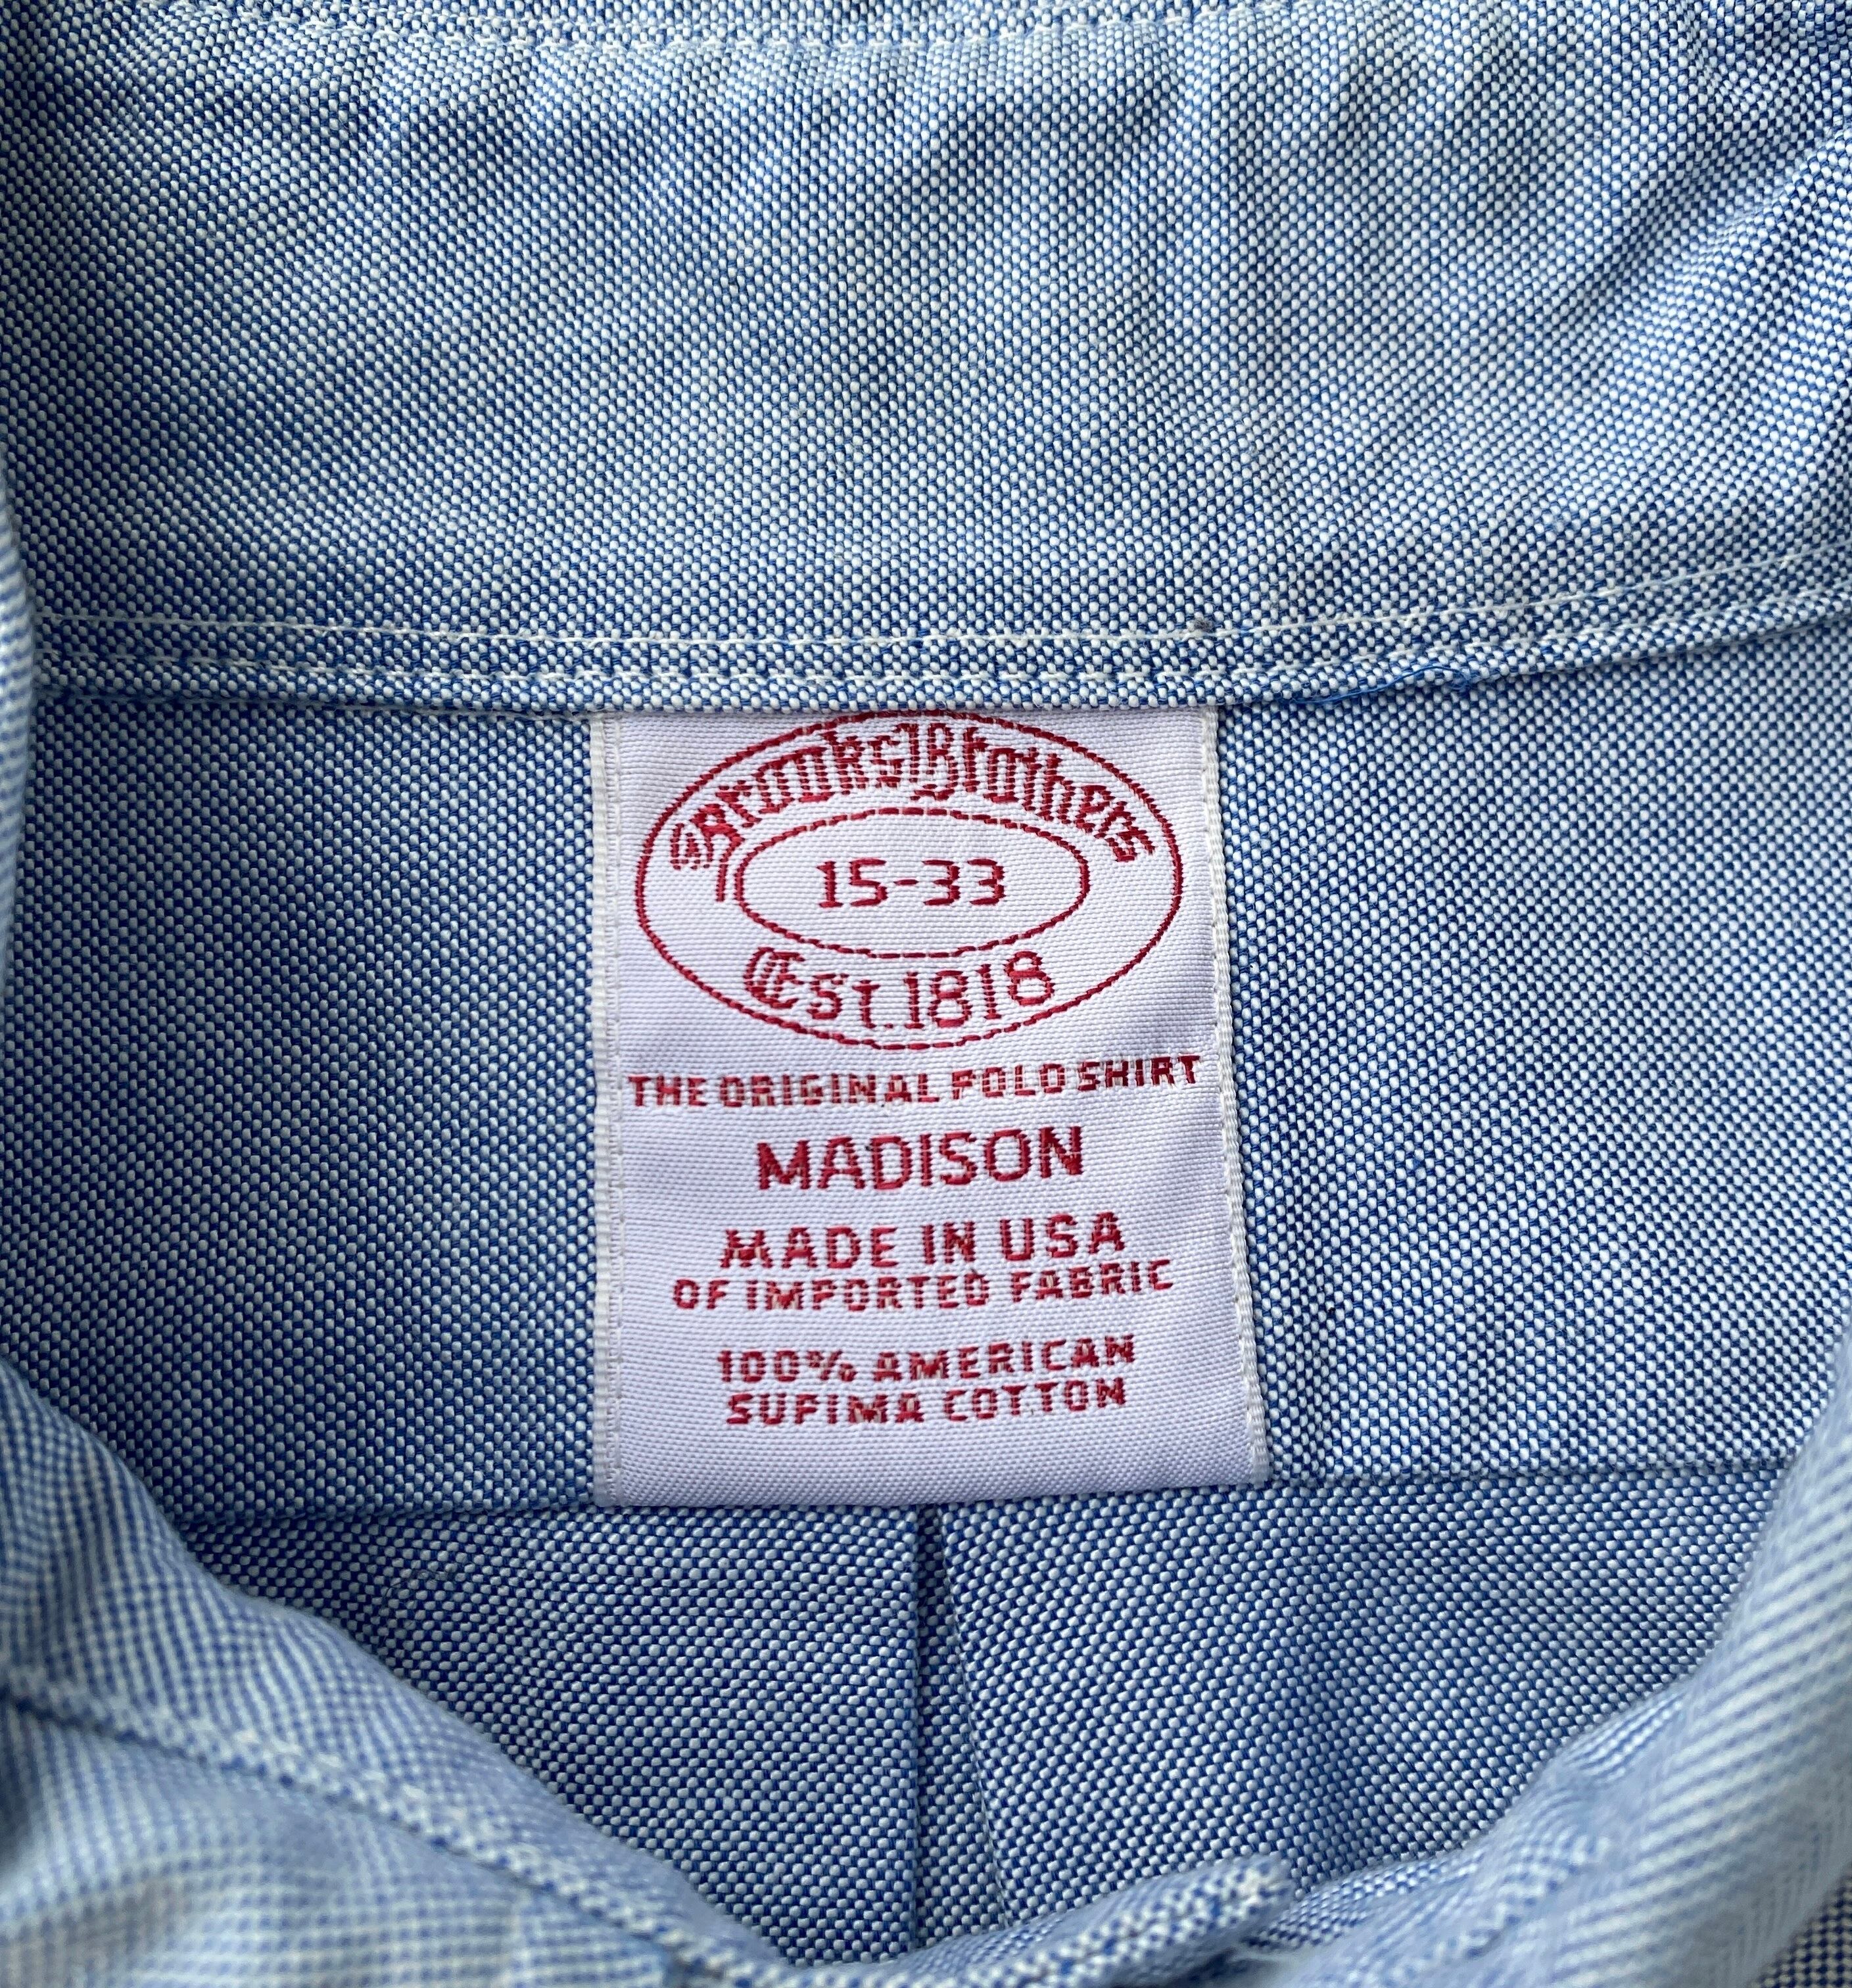 Brooks Brothers
15-33
Est. 1818
THE ORIGINAL POLO SHIRT
MADISON
MADE IN USA
OF IMPORTED FABRIC
100% AMERICAN
SUPIMA COTTON